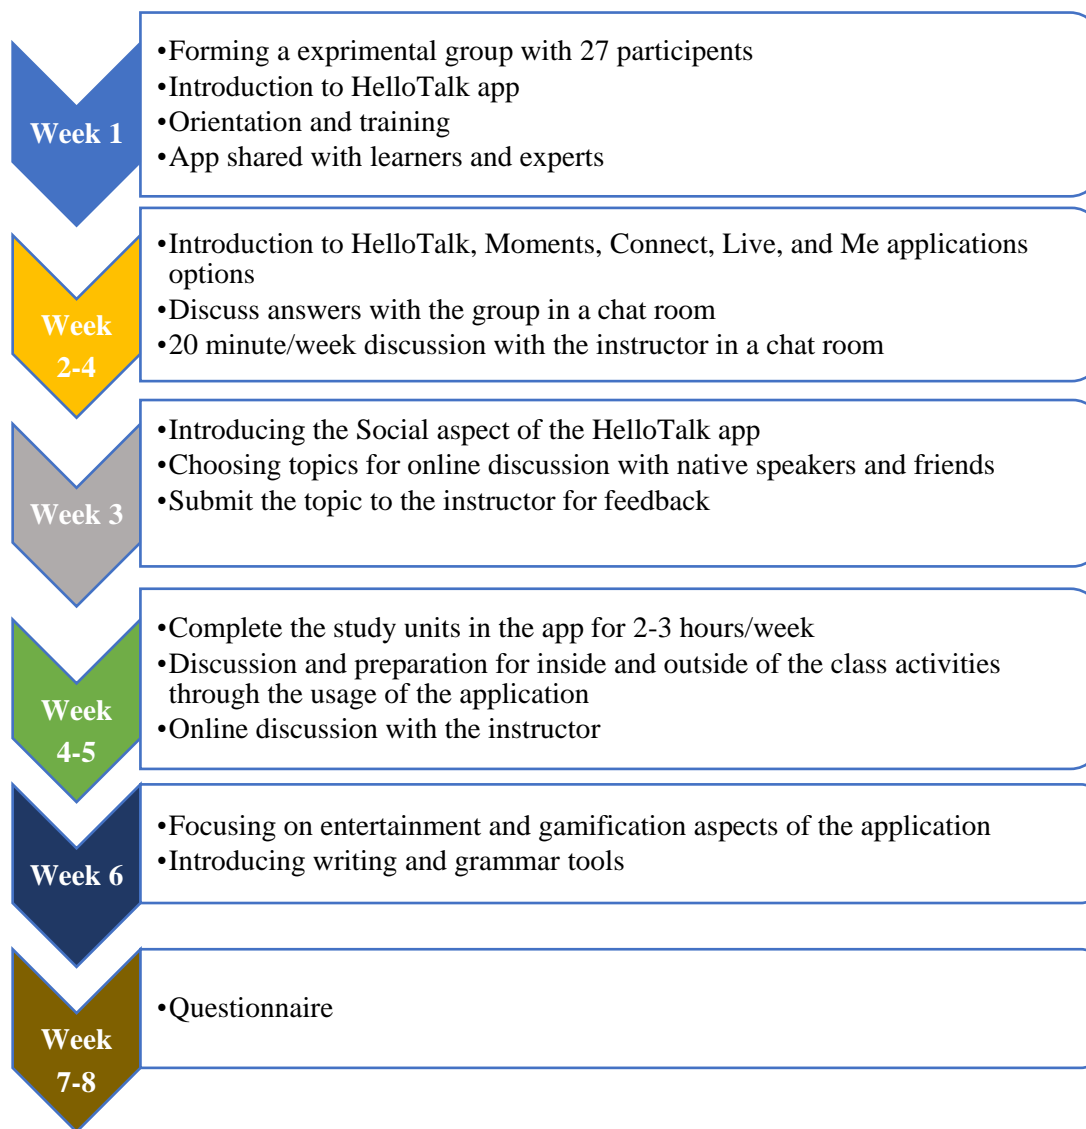 Week 1
•Forming a exprimental group with 27 participents
•Introduction to HelloTalk app
•Orientation and training
•App shared with learners and experts
Week
2-4
•Introduction to HelloTalk, Moments, Connect, Live, and Me applications
options
•Discuss answers with the group in a chat room
•20 minute/week discussion with the instructor in a chat room
Week 3
•Introducing the Social aspect of the HelloTalk app
•Choosing topics for online discussion with native speakers and friends
•Submit the topic to the instructor for feedback
Week
4-5
•Complete the study units in the app for 2-3 hours/week
•Discussion and preparation for inside and outside of the class activities
through the usage of the application
•Online discussion with the instructor
Week 6
•Focusing on entertainment and gamification aspects of the application
•Introducing writing and grammar tools
Week
7-8
•Questionnaire